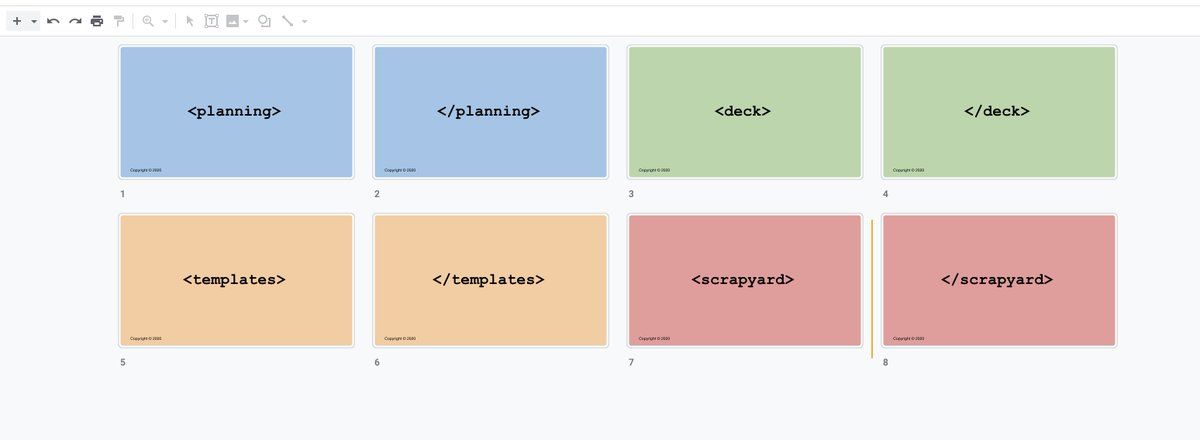 <planning>
Copyright © 2020
1
</planning>
Copyright © 2020
2
<deck>
Copyright © 2020
3
</deck>
Copyright © 2020
4
<templates>
Copyright © 2020
5
</templates>
Copyright © 2020
6
<scrapyard>
Copyright © 2020
7
</scrapyard>
Copyright © 2020
8